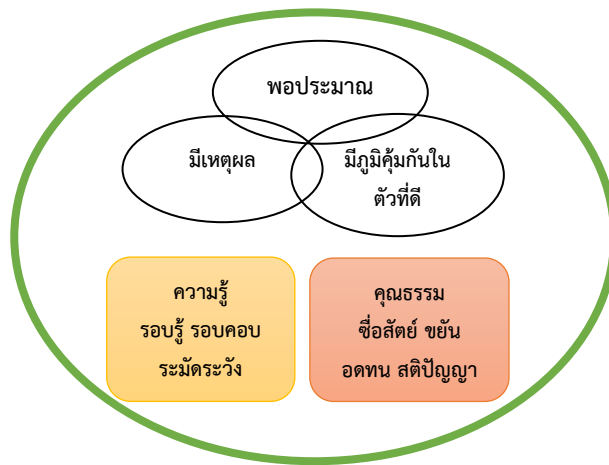 พอประมาณ
มีเหตุผล
มีภูมิคุ้มกันใน
ตัวที่ดี
ความรู้
รอบรู้ รอบคอบ
ระมัดระวัง
คุณธรรม
ซื่อสัตย์ ขยัน
อดทน สติปัญญา